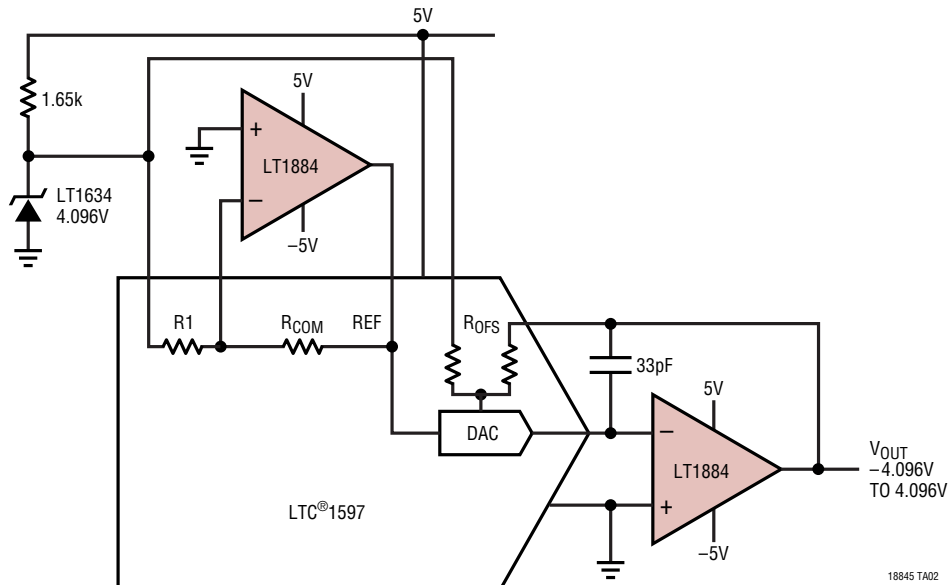 5V
1.65k
LT1634
4.096V
5V
+
LT1884
−
−5V
R1
RCOM
REF
ROFS
DAC
LTC®1597
33pF
5V
−
LT1884
+
−5V
VOUT
−4.096V
TO 4.096V
18845 TA02